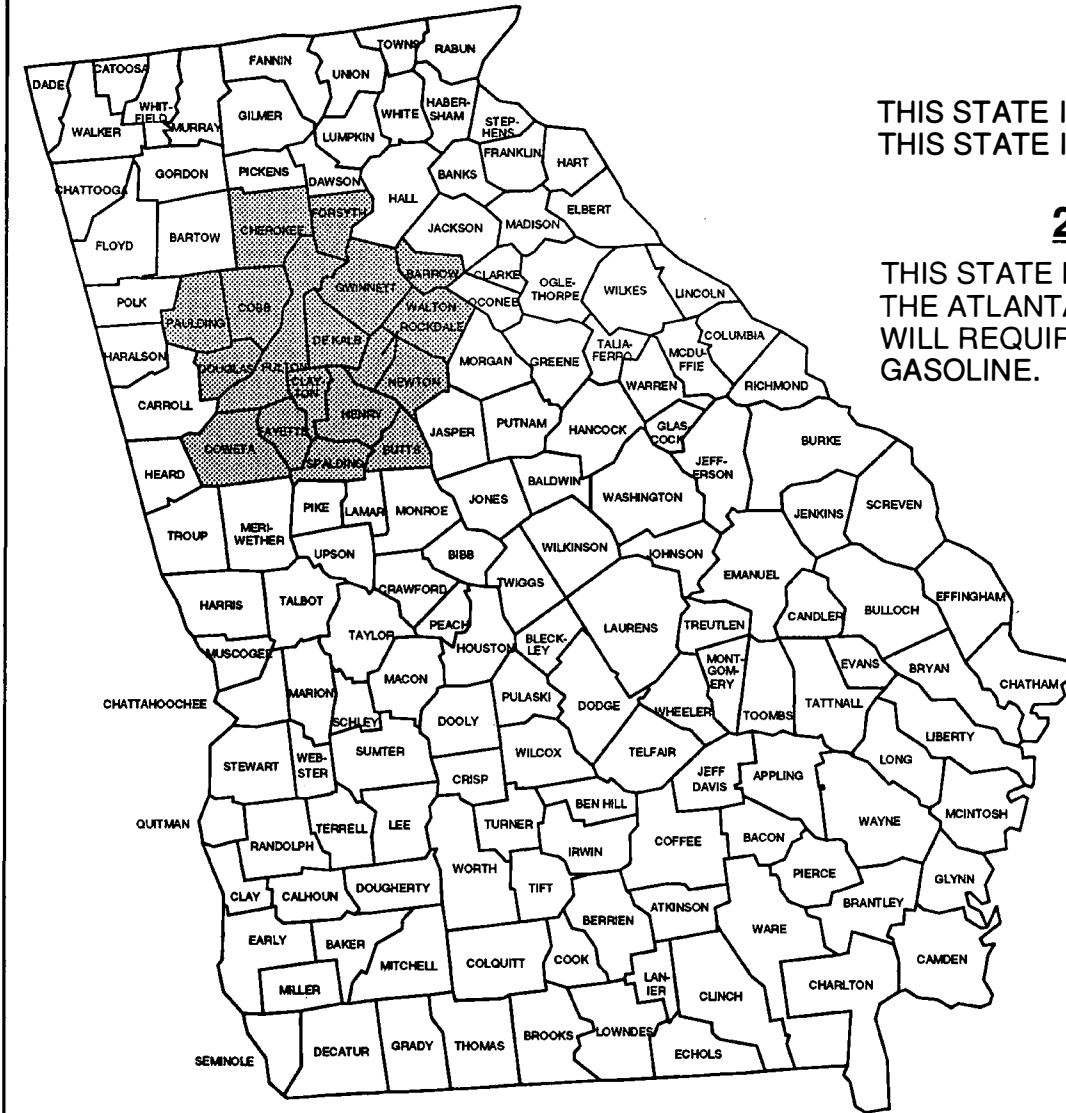 TOWNS
RABUN
FANNIN
UNION
CATOOSA
DADE
WHIT-
FIELD
MURRAY
GILMER
WHITE
HABER-
SHAM
STEP-
HENS
WALKER
LUMPKIN
THIS STATE I
THIS STATE I
FRANKLIN
HART
CHATTOOGA
GORDON
PICKENS
DAWSON
BANKS
HALL
FORSYTH
ELBERT
MADISON
JACKSON
CHEROKEE
FLOYD
BARTOW
2
THIS STATE
THE ATLANTA
WILL REQUIR
GASOLINE.
BARROW
CLARKE
OGLE-
THORPE
WILKES
LINCOLN
GWINNETT
OCONEE
POLK
COBB
PAULDING
WALTON
ROCKDALE
DE KALB
COLUMBIA
TALIA-
FERRO
MCDU-
FFIE
HARALSON
MORGAN
GREENE
DOUGLAS
FULTON
CLAY
TON
NEWTON
WARREN
RICHMOND
CARROLL
HENRY
JASPER
PUTNAM
HANCOCK
GLAS-
COCK
BURKE
FAYETTE
COWETA
BUTTS
SPALDING
HEARD
JEFF-
ERSON
BALDWIN
WASHINGTON
SCREVEN
PIKE
LAMAR
MONROE
JONES
JENKINS
TROUP
MERI-
WETHER
UPSON
BIBB
WILKINSON
JOHNSON
EMANUEL
TWIGGS
CRAWFORD
EFFINGHAM
HARRIS
TALBOT
PEACH
BULLOCH
CANDLER
TAYLOR
HOUSTON
BLECK-
LEY
LAURENS
TREUTLEN
MUSCOGEE
MONT-
GOM-
ERY
EVANS
BRYAN
CHATHAM
MACON
MARION
CHATTAHOOCHEE
PULASKI
DODGE
WHEELER
TOOMBS
TATTNALL
SCHLEY
DOOLY
LIBERTY
SUMTER
WILCOX
TELFAIR
LONG
STEWART
WEB-
STER
CRISP
JEFF
DAVIS
APPLING
BEN HILL
MCINTOSH
QUITMAN
TERRELL
LEE
TURNER
WAYNE
RANDOLPH
COFFEE
BACON
IRWIN
WORTH
PIERCE
GLYNN
CLAY
CALHOUN
DOUGHERTY
TIFT
BRANTLEY
ATKINSON
BERRIEN
WARE
EARLY
BAKER
MITCHELL
COLQUITT
COOK
CAMDEN
LAN-
IER
CHARLTON
MILLER
CLINCH
BROOKS
LOWNDES
SEMINOLE
DECATUR
GRADY
THOMAS
ECHOLS